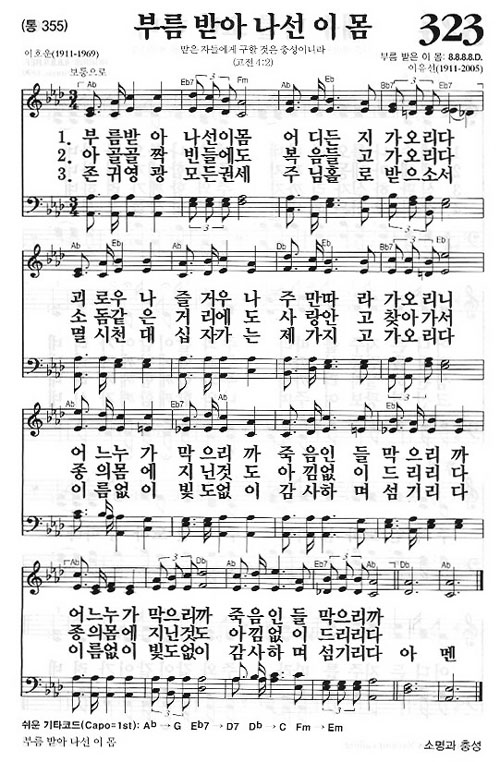 (통 355)
부름 받아 나선 이 몸
323
이호운(1911-1969)
맡은 자들에게 구할 것은 충성이니라
(고전 4:2)
부름 받은 이 몸: 8.8.8.8.D.
이유선(1911-2005)
보통으로
Ab Eb Eb7 Fm Ab Bb7 Eb
1. 부름받 아 나선이몸 어 디든 지 가오리다
2. 아골골 짝 빈들에도 복 음들 고 가오리다
3. 존귀영 광 모든권세 주 님홀 로 받으소서
Ab Eb Ab Db Eb Bb7 Eb
괴 로우 나 즐 거우 나 주 만따 라 가오리니
소 돔같 은 거 리에 도 사 랑안 고 찾아가서
멸 시천 대 십 자가 는 제 가지 고 가오리다
Eb Ab Eb7 Ab Eb
어 느누 가 막 으리 까 죽 음인 들 막으리 까
종 의몸 에 지 닌것 도 아 낌없 이 드리리 다
이 름없 이 빛 도없 이 감 사하 며 섬기리 다
Ab Db Ab Eb7 Ab Db Ab
어느누가 막으리까 죽음인 들 막으리까
종 의몸에 지닌것도 아낌없 이 드리리다
이름없이 빛도없이 감사하 며 섬기리다 아 멘
쉬운 기타코드(Capo=1st): Ab → G Eb7 → D7 Db → C Fm → Em
부름 받아 나선 이 몸
소명과 충성